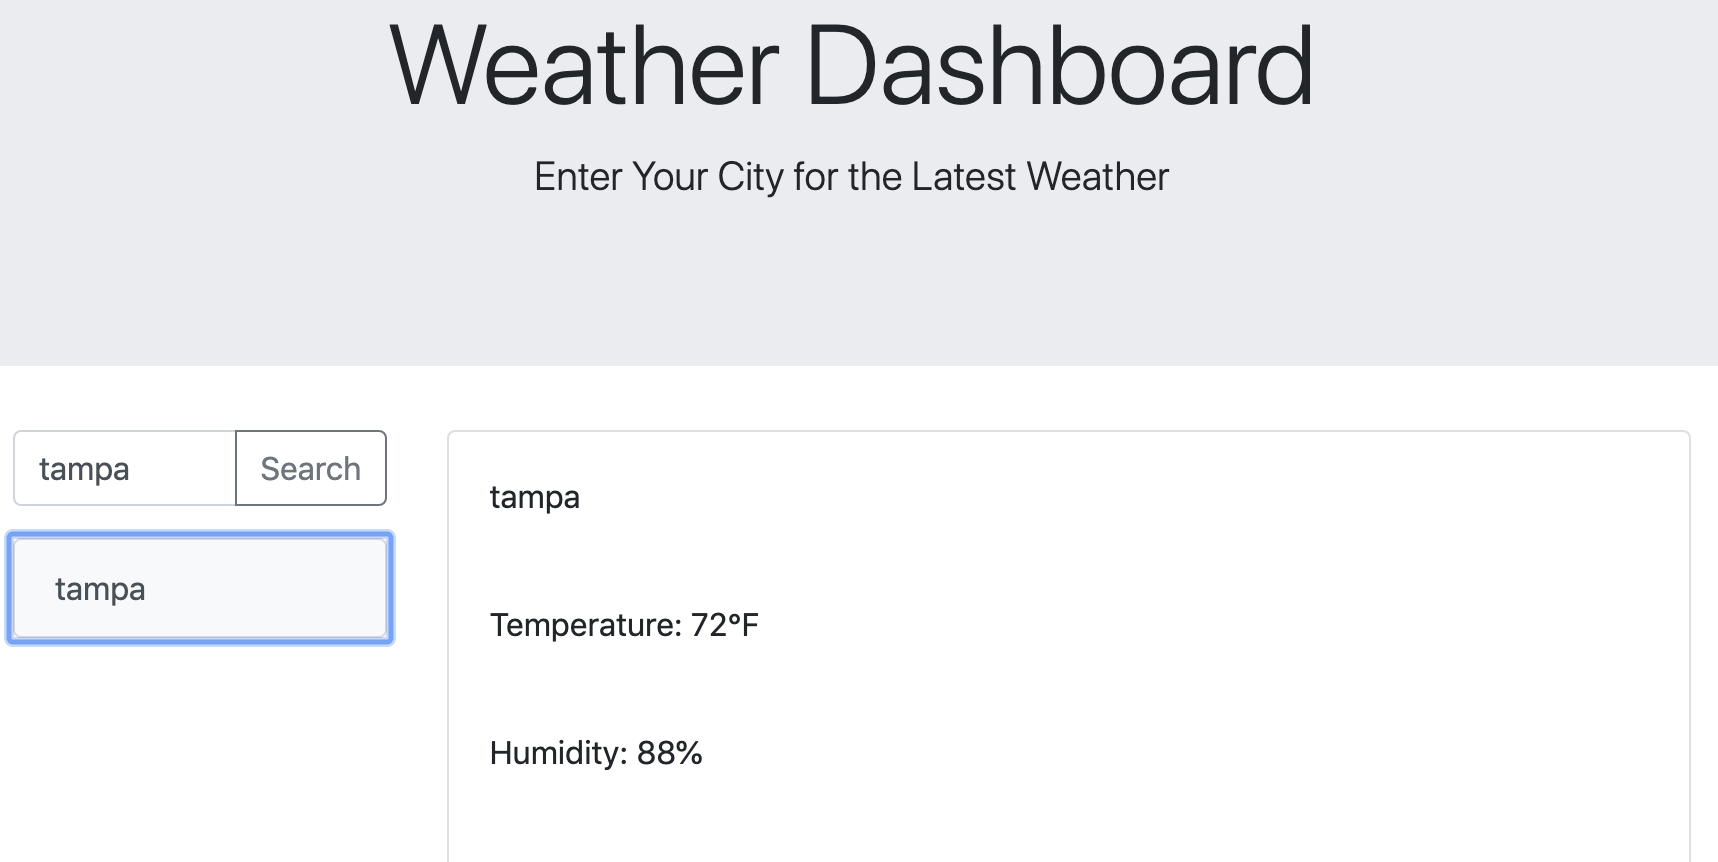 Weather Dashboard
Enter Your City for the Latest Weather
tampa Search
tampa
tampa
Temperature: 72°F
Humidity: 88%